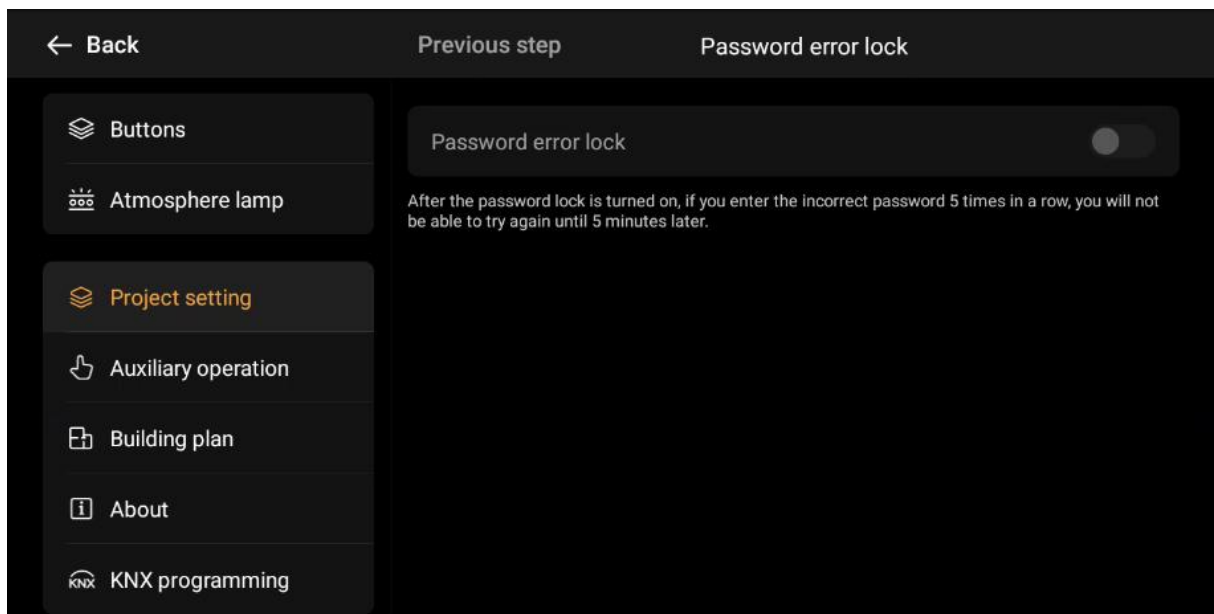 Back
Previous step
Password error lock
Buttons
Atmosphere lamp
Project setting
Auxiliary operation
Building plan
About
KNX
KNX programming
Password error lock
After the password lock is turned on, if you enter the incorrect password 5 times in a row, you will not
be able to try again until 5 minutes later.